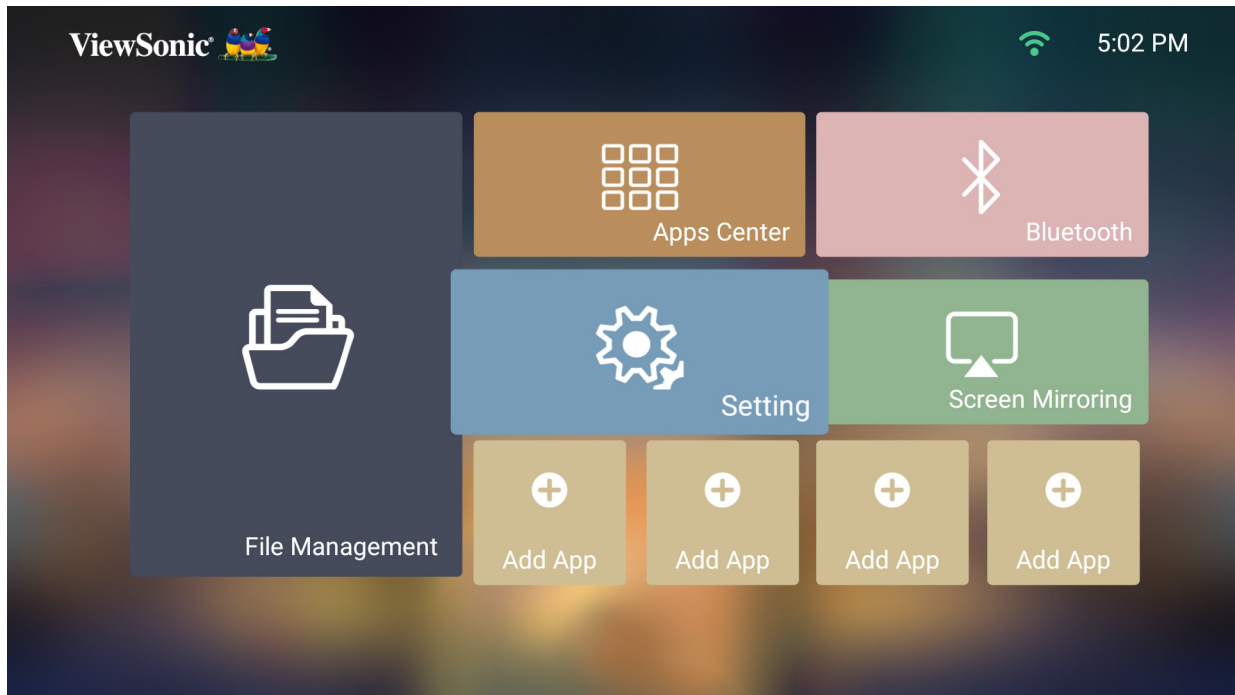 ViewSonic®
5:02 PM
Apps Center
Bluetooth
Setting
Screen Mirroring
File Management
Add App
Add App
Add App
Add App